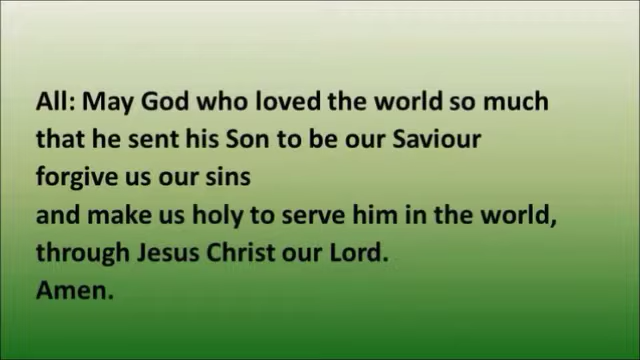 All: May God who loved the world so much
that he sent his Son to be our Saviour
forgive us our sins
and make us holy to serve him in the world,
through Jesus Christ our Lord.
Amen.